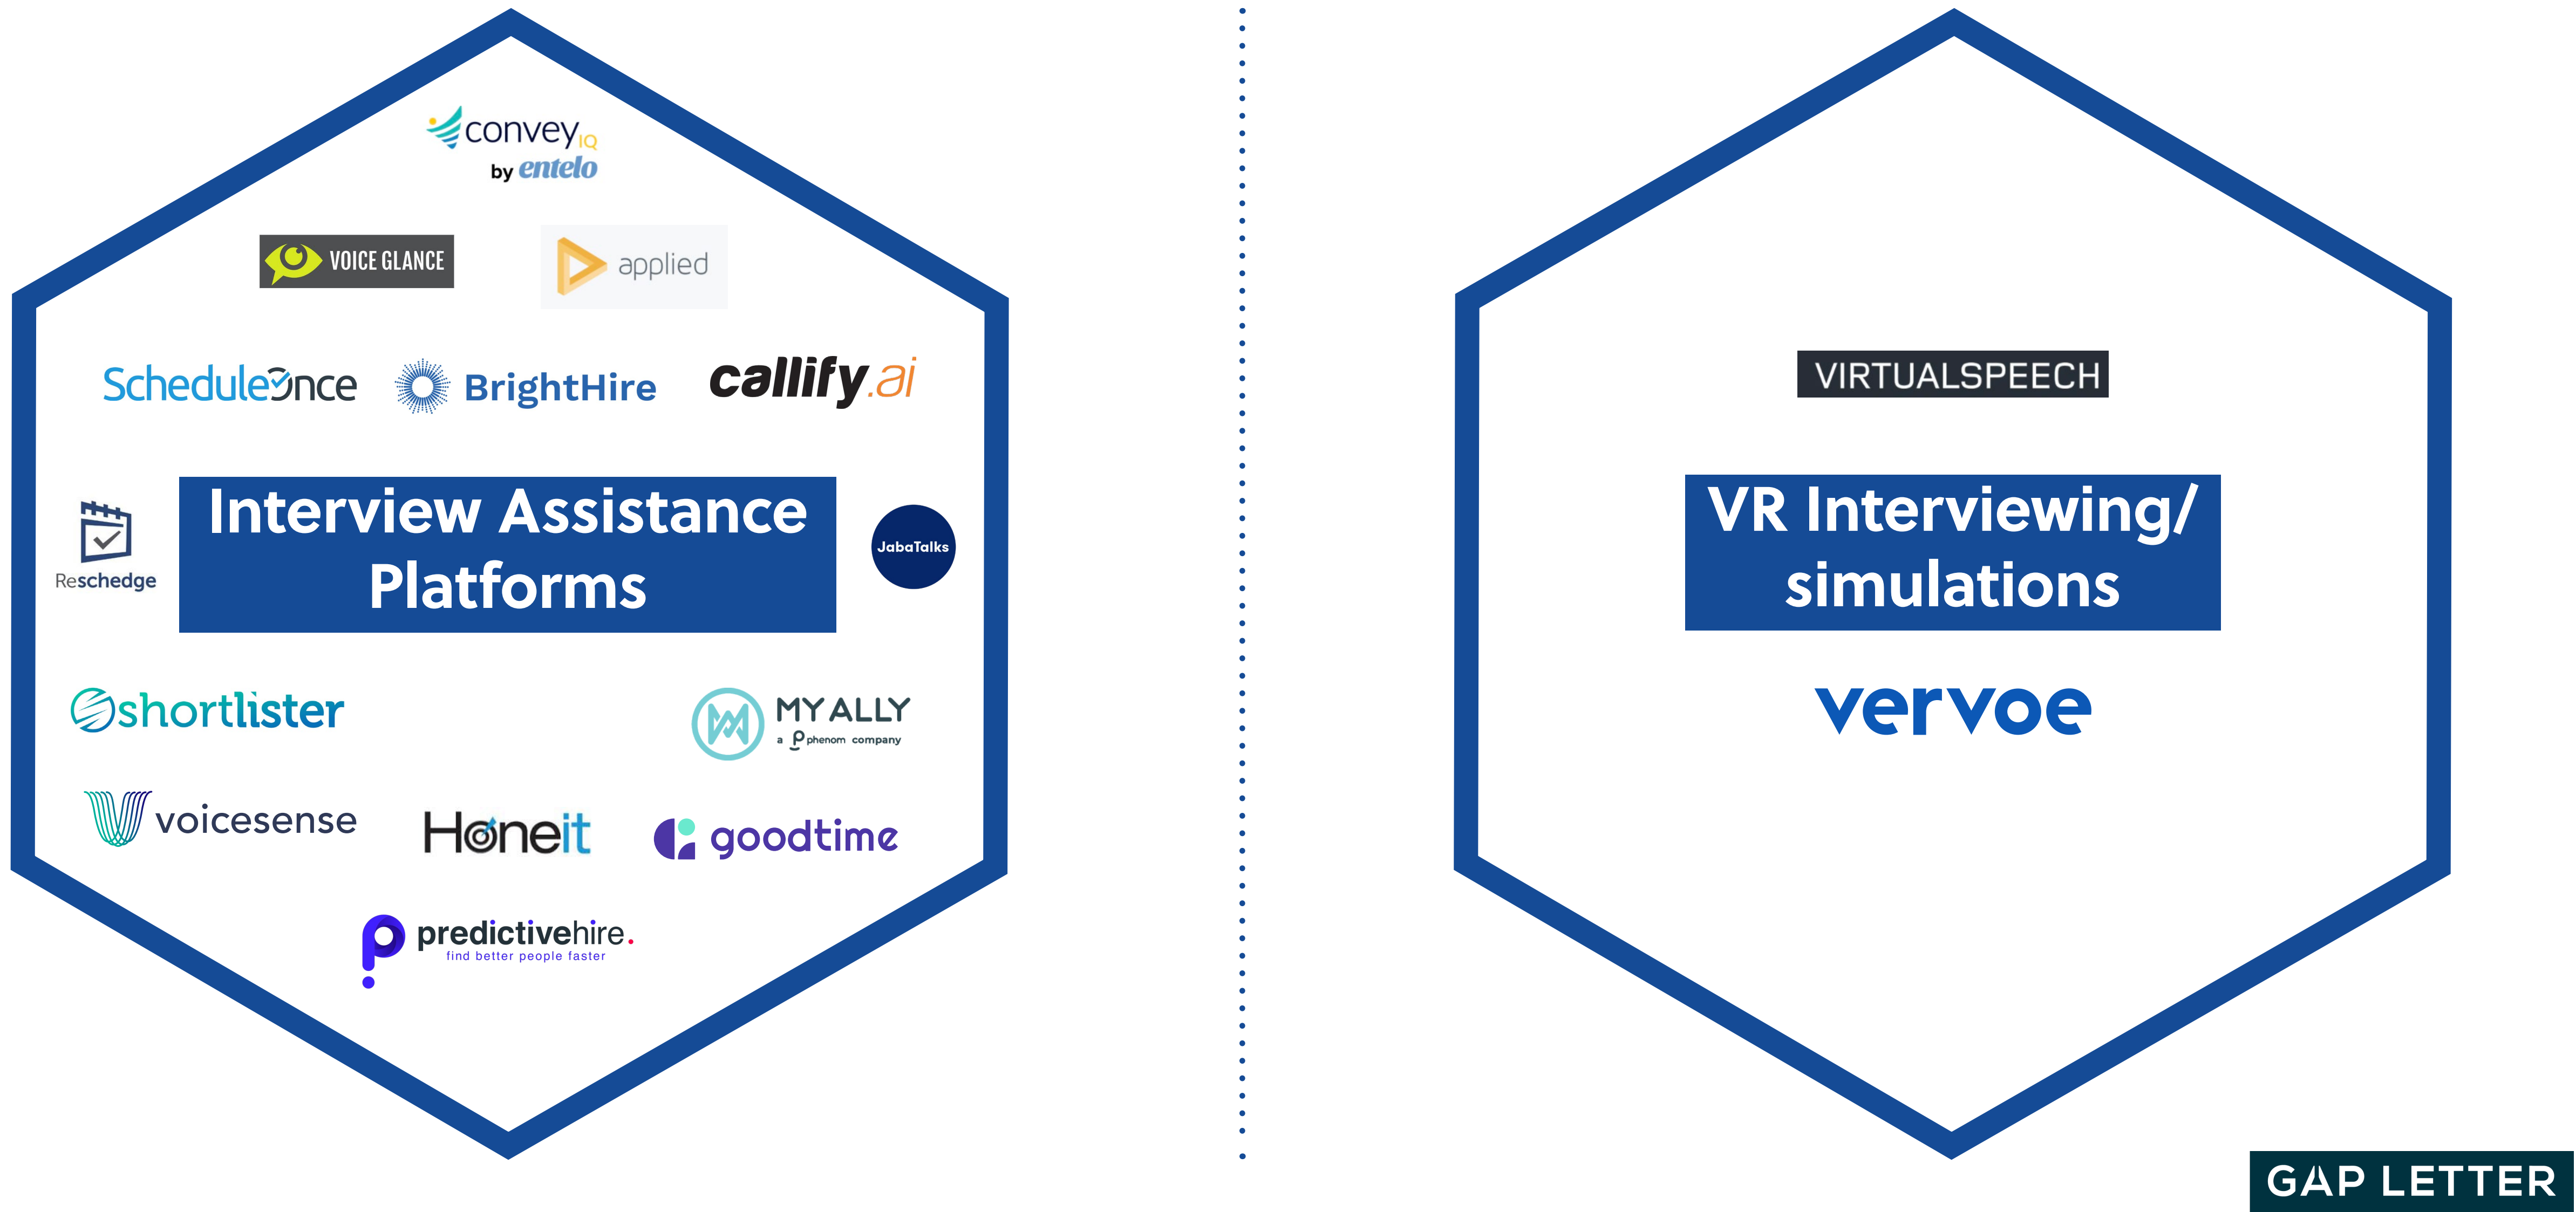 convey IQ
by entelo
VOICE GLANCE
applied
ScheduleOnce
BrightHire
callify.ai
Interview Assistance
Platforms
Reschedge
JabaTalks
shortlister
MY ALLY
a phenom company
voicesense
Honeit
goodtime
predictivehire.
find better people faster
VIRTUALSPEECH
VR Interviewing/
simulations
vervoe
GAP LETTER